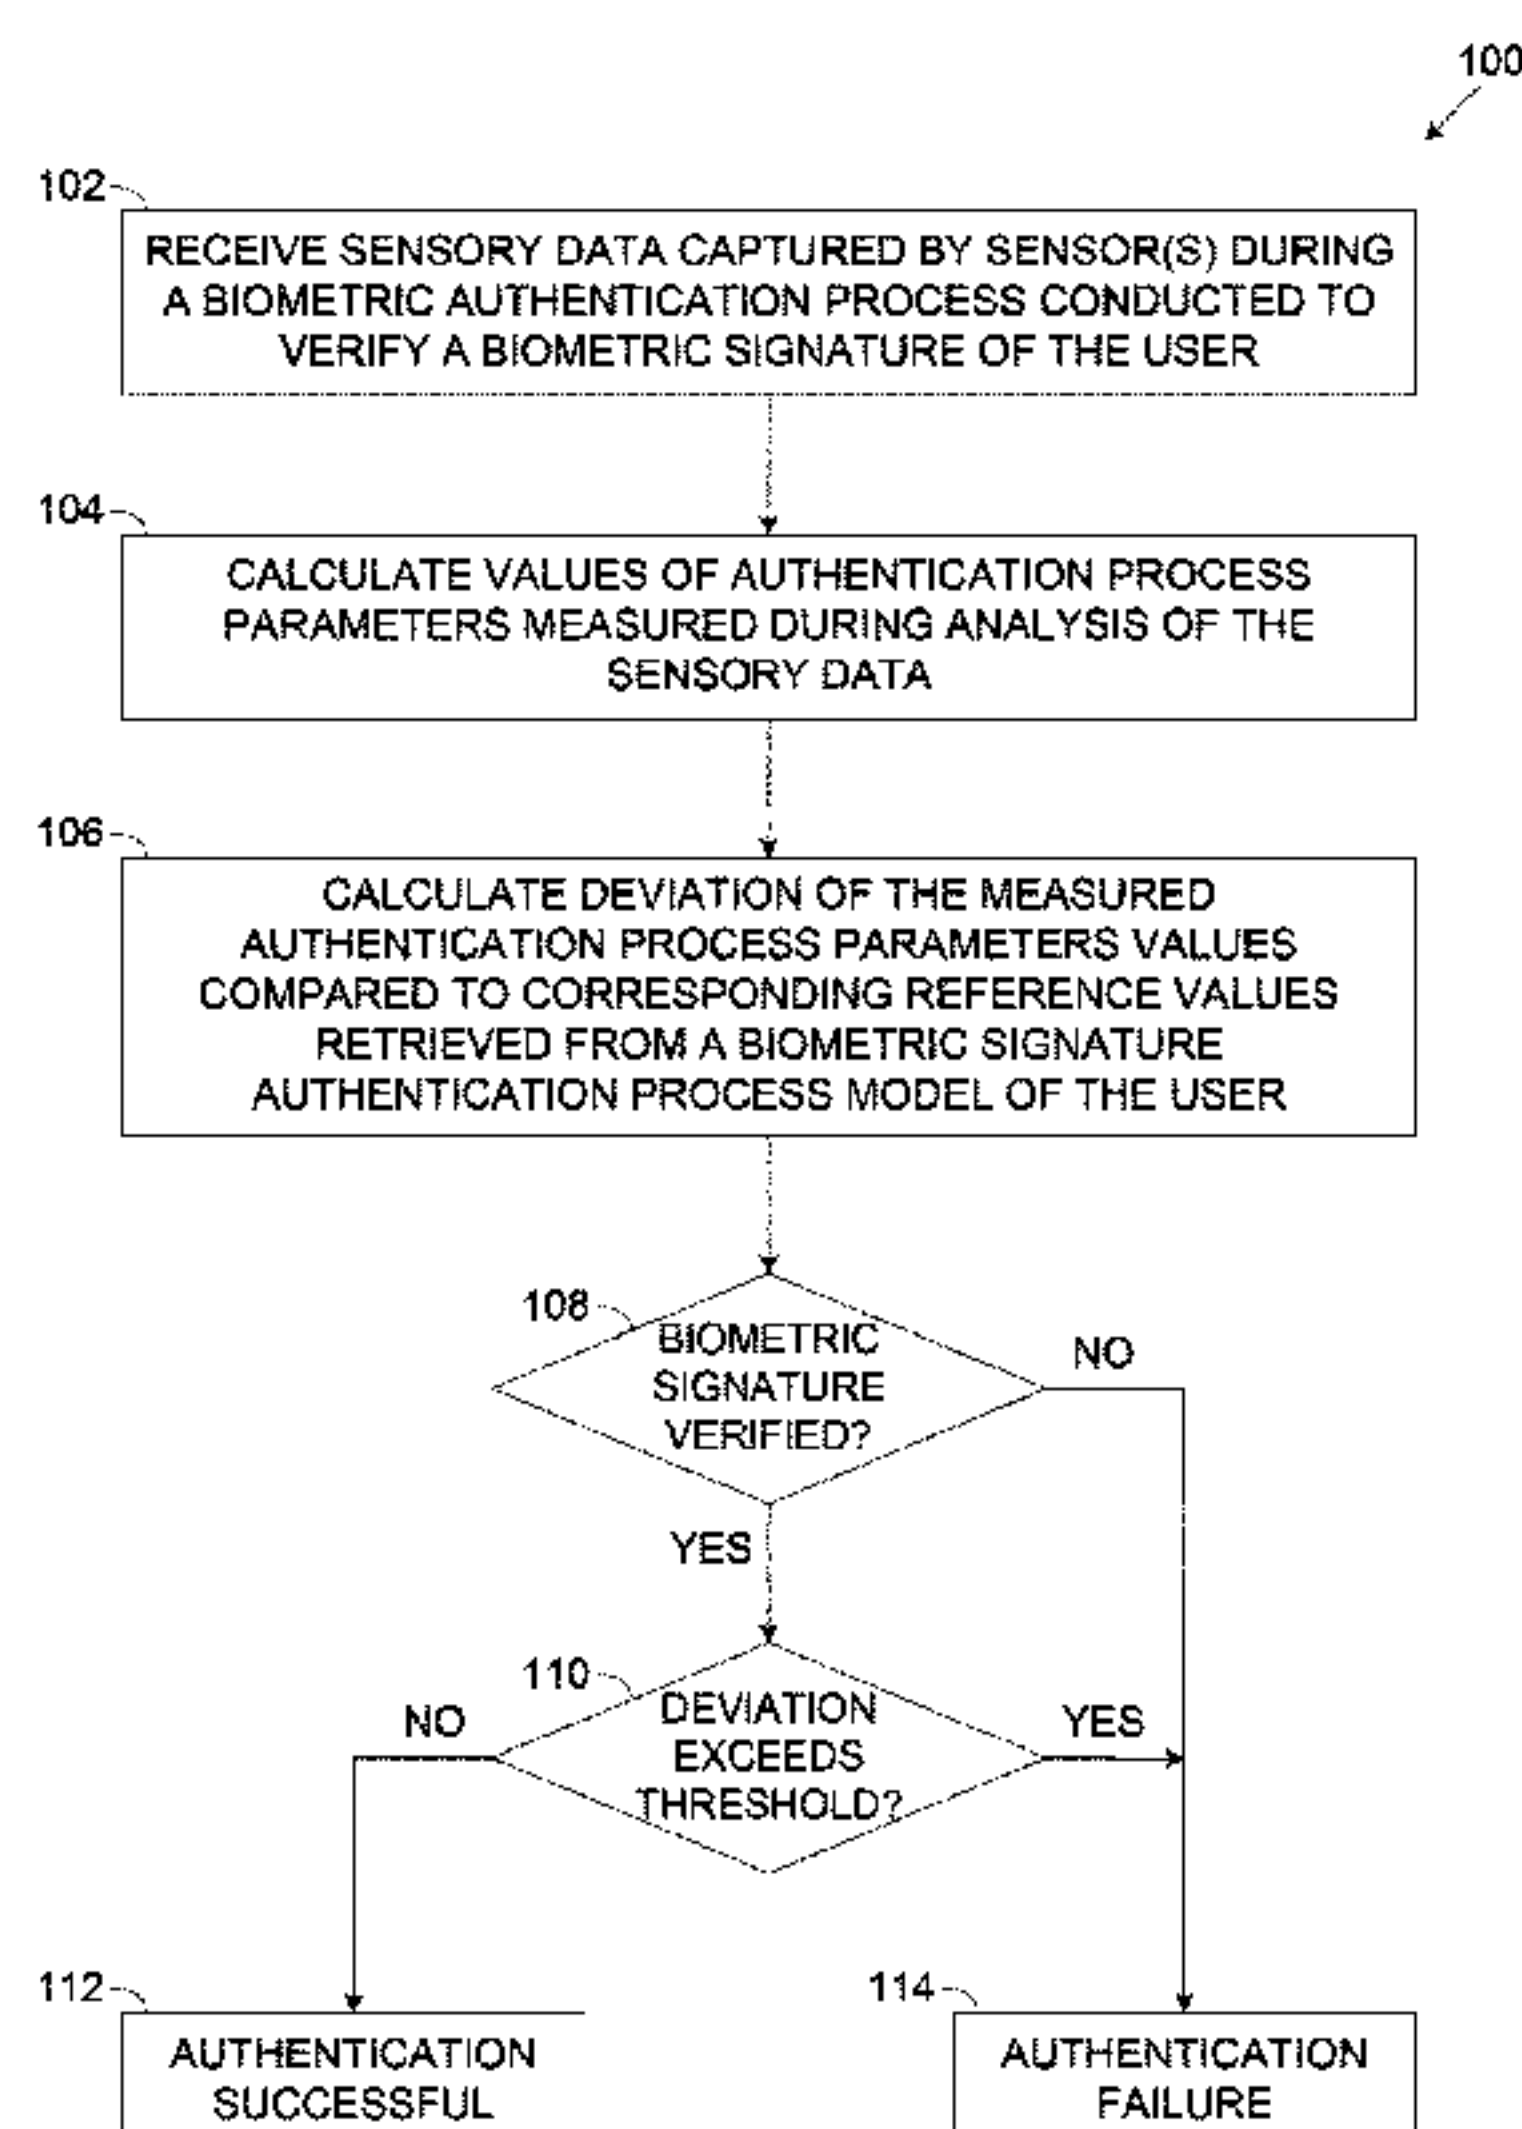 100
102
RECEIVE SENSORY DATA CAPTURED BY SENSOR(S) DURING
A BIOMETRIC AUTHENTICATION PROCESS CONDUCTED TO
VERIFY A BIOMETRIC SIGNATURE OF THE USER
104
CALCULATE VALUES OF AUTHENTICATION PROCESS
PARAMETERS MEASURED DURING ANALYSIS OF THE
SENSORY DATA
106
CALCULATE DEVIATION OF THE MEASURED
AUTHENTICATION PROCESS PARAMETERS VALUES
COMPARED TO CORRESPONDING REFERENCE VALUES
RETRIEVED FROM A BIOMETRIC SIGNATURE
AUTHENTICATION PROCESS MODEL OF THE USER
108
BIOMETRIC
SIGNATURE
VERIFIED?
NO
YES
110
DEVIATION
EXCEEDS
THRESHOLD?
NO
YES
112
AUTHENTICATION
SUCCESSFUL
114
AUTHENTICATION
FAILURE